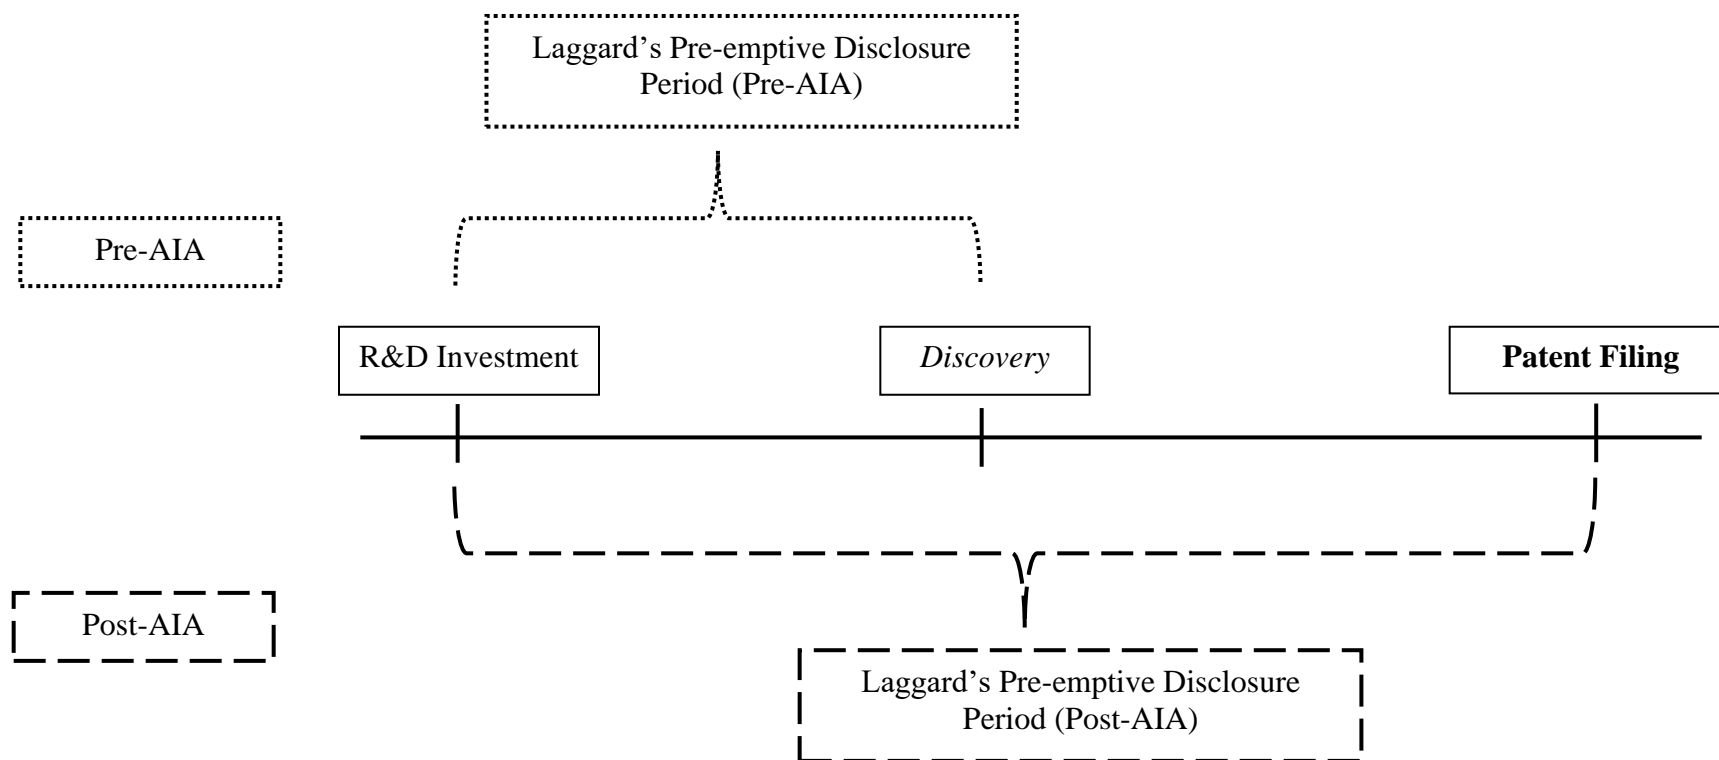 Laggard’s Pre-emptive Disclosure
Period (Pre-AIA)
Pre-AIA
R&D Investment
Discovery
Patent Filing
Post-AIA
Laggard’s Pre-emptive Disclosure
Period (Post-AIA)